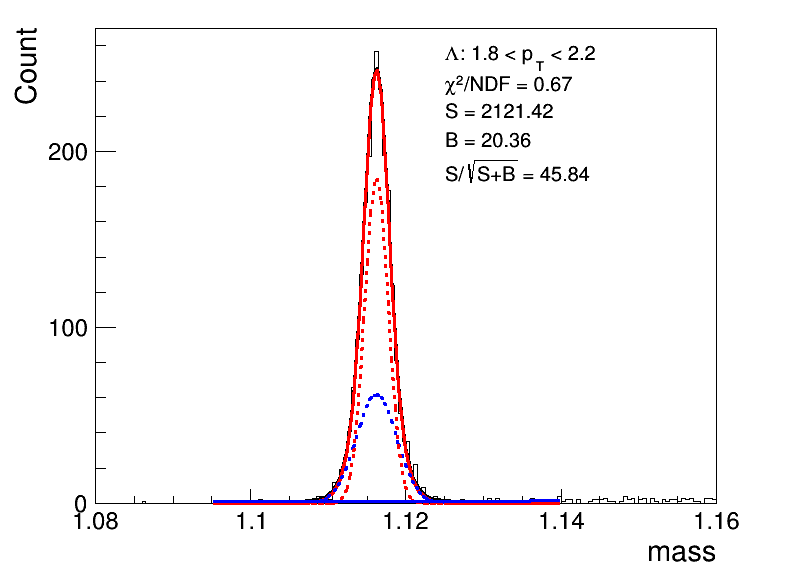 Count
Λ: 1.8 < pT < 2.2
χ²/NDF = 0.67
S = 2121.42
B = 20.36
S/√S+B = 45.84
200
100
0
1.08 1.1 1.12 1.14 1.16
mass